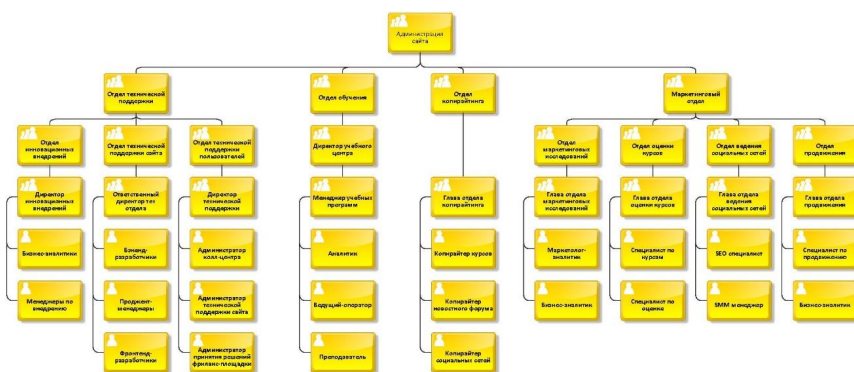 Администрация
сайта
Отдел технической
поддержки
Отдел обучения
Отдел
копирайтинга
Маркетинговый
отдел
Отдел
инновационных
внедрений
Отдел технической
поддержки сайта
Отдел технической
поддержки
пользователей
Директор учебного
центра
Отдел
маркетинговых
исследований
Отдел оценки
курсов
Отдел ведения
социальных сетей
Отдел
продвижения
Директор
инновационных
внедрений
Ответственный
директор тех
отдела
Директор
технической
поддержки
Менеджер учебных
программ
Глава отдела
копирайтинга
Глава отдела
маркетинговых
исследований
Глава отдела
оценки курсов
Глава отдела
ведения
социальных сетей
Глава отдела
продвижения
Бизнес-аналитики
Бэкенд-
разработчики
Администратор
колл-центра
Аналитик
Копирайтер курсов
Маркетолог-
аналитик
Специалист по
курсам
SEO специалист
Специалист по
продвижению
Менеджеры по
внедрению
Проджект-
менеджеры
Администратор
технической
поддержки сайта
Ведущий-оператор
Копирайтер
новостного форума
Бизнес-аналитик
Специалист по
оценке
SMM менеджер
Бизнес-аналитик
Фронтенд-
разработчики
Администратор
принятия решений
фриланс-площадки
Преподаватель
Копирайтер
социальных сетей